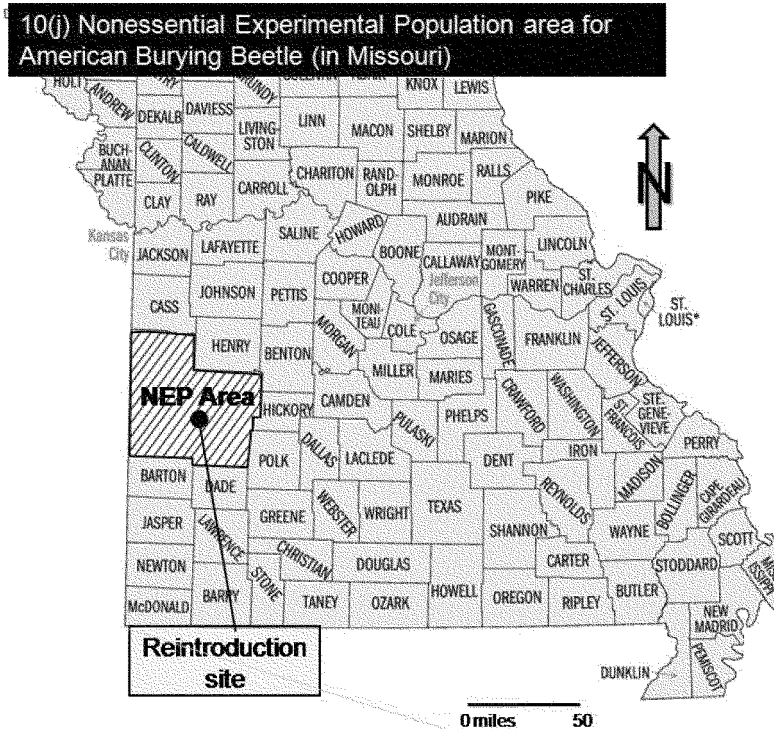 10(j) Nonessential Experimental Population area for
American Burying Beetle (in Missouri)
HOLT
ANDREW
DEKALB
DAVIESS
GRUNDY
LINN
MACON
KNOX
LEWIS
SHELBY
MARION
BUCH-
ANAN
CLINTON
CALDWELL
LIVING-
STON
CHARITON
RAND-
OLPH
MONROE
RALLS
PIKE
PLATTE
CLAY
RAY
CARROLL
N
Kansas
City
JACKSON
LAFAYETTE
SALINE
HOWARD
BOONE
AUDRAIN
CALLAWAY
MONT-
GOMERY
LINCOLN
WARREN
ST.
CHARLES
ST. LOUIS
ST.
LOUIS*
Jefferson
City
CASS
JOHNSON
PETTIS
COOPER
MONI-
TEAU
COLE
OSAGE
GASCONADE
FRANKLIN
JEFFERSON
HENRY
BENTON
MORGAN
MILLER
MARIES
CRAWFORD
WASHINGTON
ST.
FRANCOIS
STE.
GENE-
VIEVE
PERRY
NEP Area
HICKORY
CAMDEN
PULASKI
PHELPS
IRON
MADISON
BOLLINGER
CAPE
GIRARDEAU
BARTON
DADE
POLK
DALLAS
LACLEDE
DENT
REYNOLDS
JASPER
LAWRENCE
GREENE
WEBSTER
WRIGHT
TEXAS
SHANNON
WAYNE
SCOTT
NEWTON
CHRISTIAN
DOUGLAS
CARTER
STODDARD
MISS-
ISSIPPI
McDONALD
BARRY
STONE
TANEY
OZARK
HOWELL
OREGON
RIPLEY
BUTLER
NEW
MADRID
PEMISCOT
DUNKLIN
Reintroduction
site
0 miles 50